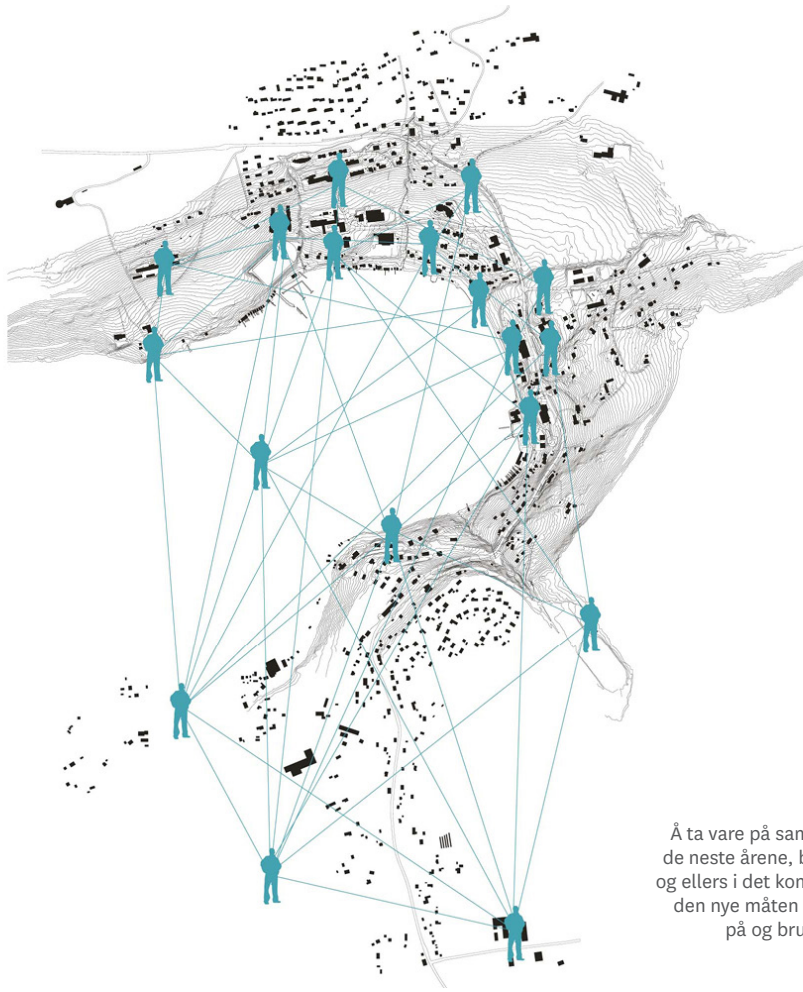 Å ta vare på
de neste årene,
og ellers i det
den nye måten
på og